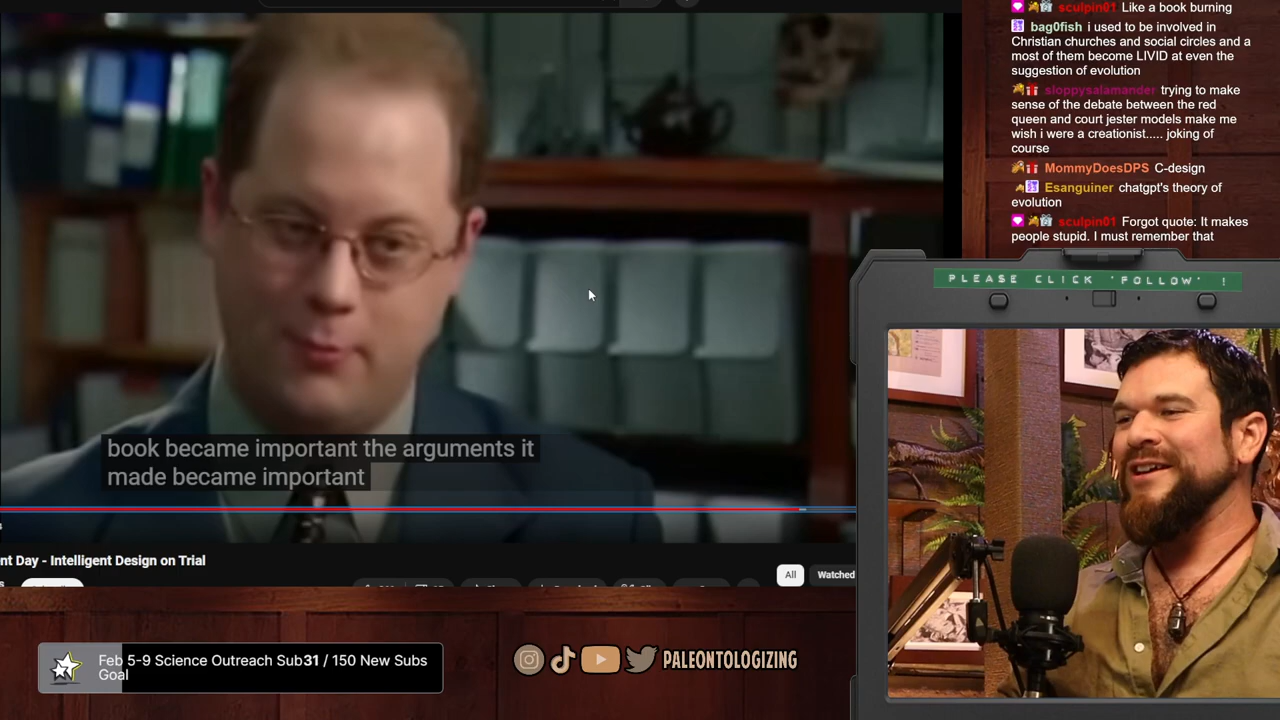 sculpin01 Like a book burning
bag0fish i used to be involved in
Christian churches and social circles and a
most of them become LIVID at even the
suggestion of evolution
sloppysalamander trying to make
sense of the debate between the red
queen and court jester models make me
wish i were a creationist..... joking of
course
MommyDoesDPS C-design
Esanguiner chatgpt's theory of
evolution
sculpin01 Forgot quote: It makes
people stupid. I must remember that
PLEASE CLICK 'FOLLOW' !
book became important the arguments it
made became important
nt Day - Intelligent Design on Trial
All
Watched
Feb 5-9 Science Outreach Sub31 / 150 New Subs
Goal
PALEONTOLOGIZING